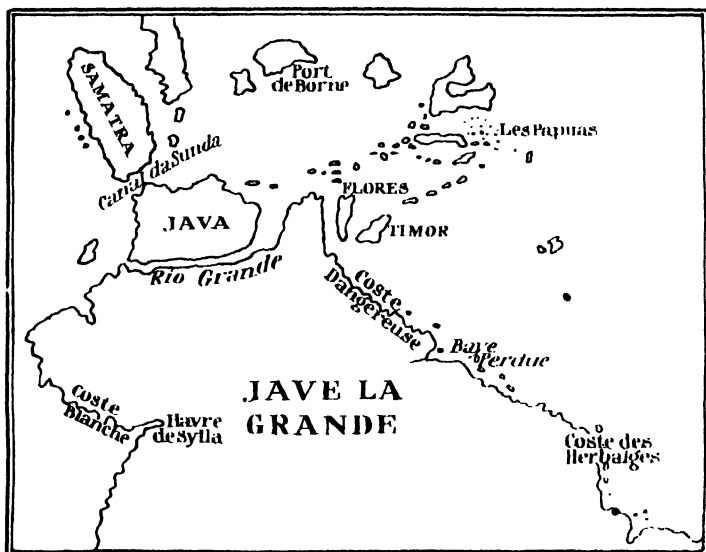 SAMATRA
Port
de Borne
Les Papuas
Canal da Sunda
FLORES
JAVA
TIMOR
Rio Grande
Coste
Dangereuse
Baye
Perdue
JAVE LA
GRANDE
Coste
Blanche
Havre
de Sylla
Coste des
Herbaiges